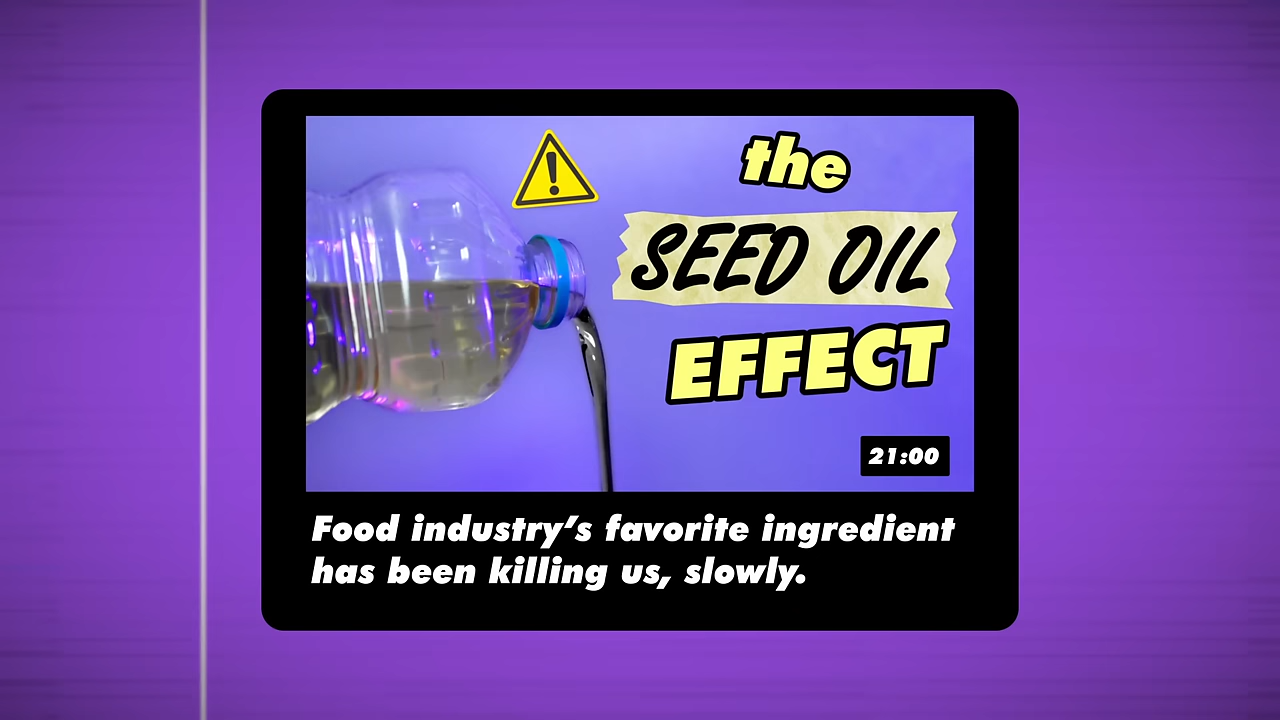 the
SEED OIL
EFFECT
21:00
Food industry’s favorite ingredient
has been killing us, slowly.